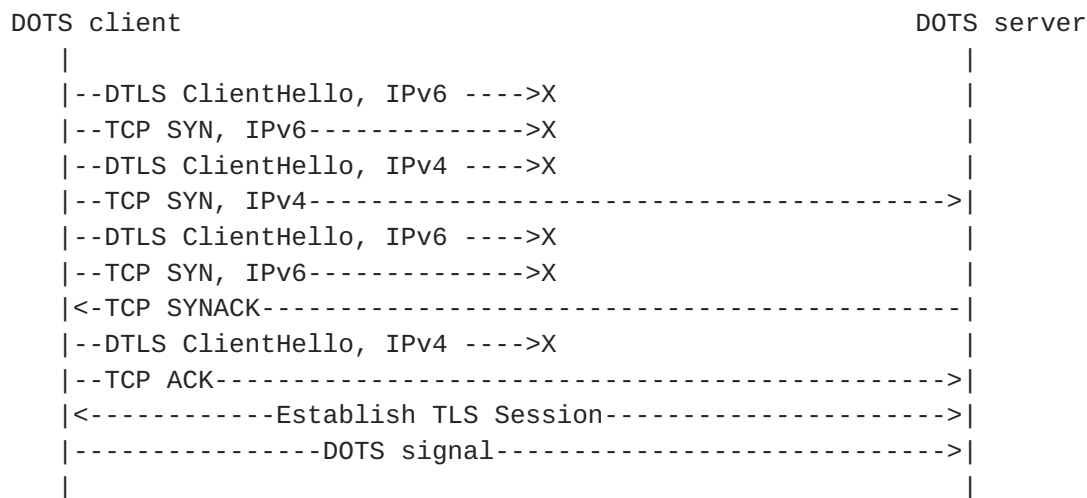 DOTS client                                               DOTS server
   |                                                         |
   |--DTLS ClientHello, IPv6 ---->X                          |
   |--TCP SYN, IPv6-------------->X                          |
   |--DTLS ClientHello, IPv4 ---->X                          |
   |--TCP SYN, IPv4----------------------------------------->|
   |--DTLS ClientHello, IPv6 ---->X                          |
   |--TCP SYN, IPv6-------------->X                          |
   |<-TCP SYNACK---------------------------------------------|
   |--DTLS ClientHello, IPv4 ---->X                          |
   |--TCP ACK----------------------------------------------->|
   |<------------Establish TLS Session---------------------->|
   |----------------DOTS signal----------------------------->|
   |                                                         |